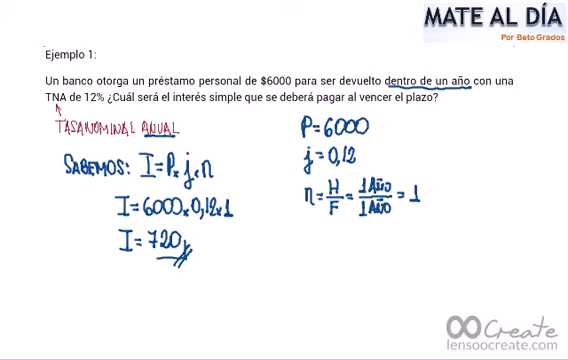 MATE AL DÍA
Por Beto Grados
Ejemplo 1:
Un banco otorga un préstamo personal de $6000 para ser devuelto dentro de un año con una
TNA de 12% ¿Cuál será el interés simple que se deberá pagar al vencer el plazo?
TASA NOMINAL ANUAL
SABEMOS: I = P x j x n
I = 6000 x 0,12 x 1
I = 720
P = 6000
j = 0,12
n = H/F = 1 AÑO/1 AÑO = 1
Create
lensoocreate.com